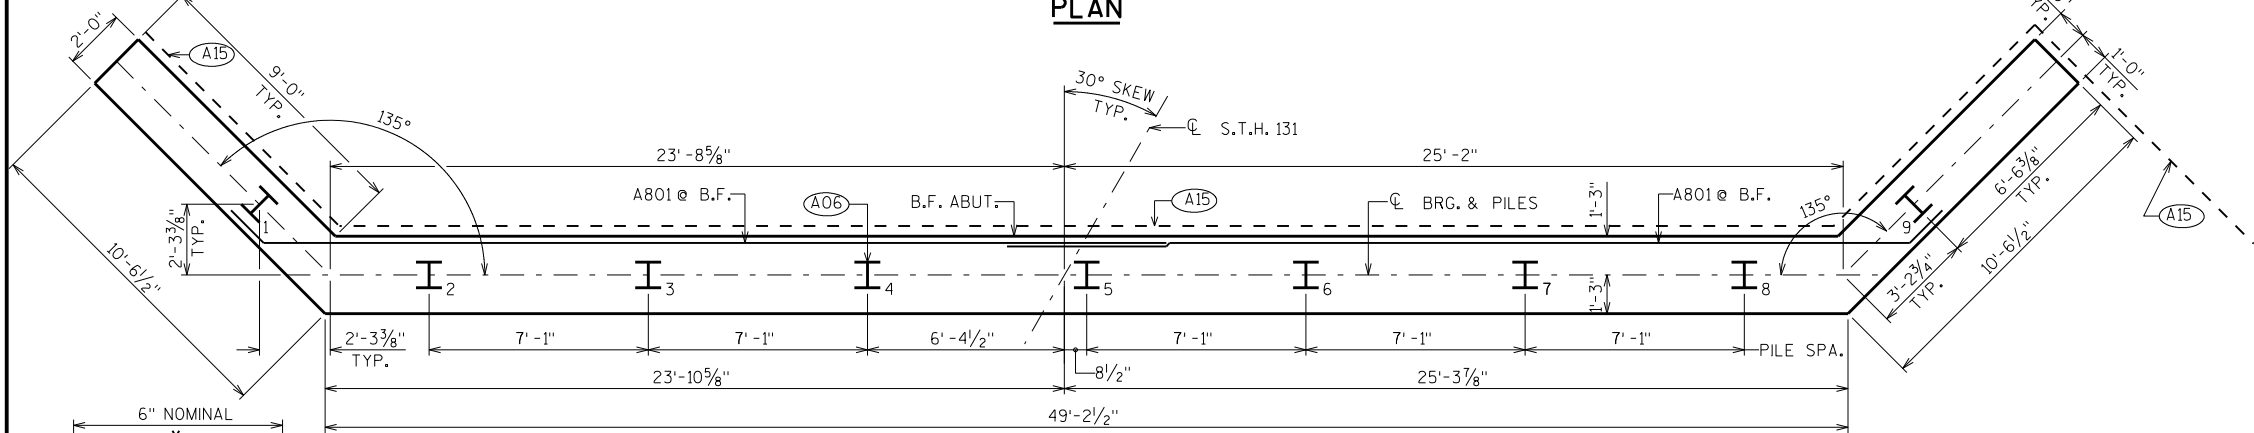 PLAN
2'-0"
A15
9'-0"
TYP.
135°
30° SKEW
TYP.
℄ S.T.H. 131
TYP.
1'-0"
TYP.
23'-8⅝"
25'-2"
A801 @ B.F.
A06
B.F. ABUT.
A15
℄ BRG. & PILES
1'-3"
A801 @ B.F.
135°
6'-6⅜"
TYP.
A15
1
2'-3⅜"
TYP.
10'-6½"
2
3
4
5
6
7
8
9
1'-3"
3'-2¾"
TYP.
10'-6½"
2'-3⅜"
TYP.
7'-1"
7'-1"
6'-4½"
7'-1"
7'-1"
7'-1"
PILE SPA.
8½"
23'-10⅝"
25'-3⅞"
6" NOMINAL
49'-2½"